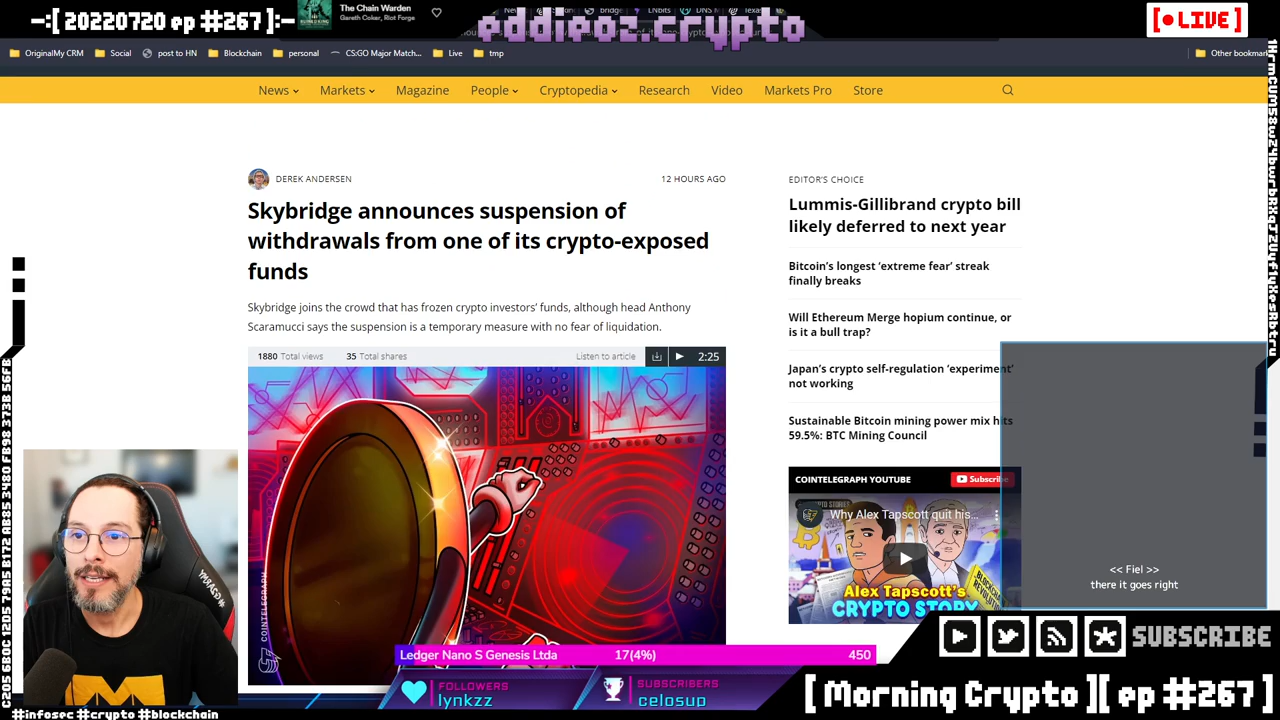 -:[ 20220720 ep #267 ]:-
The Chain Warden
Gareth Coker, Riot Forge
eddieoz.crypto
[ • LIVE ]
OriginalMy CRM
Social
post to HN
Blockchain
personal
CS:GO Major Match...
Live
tmp
Other bookmar
News
Markets
Magazine
People
Cryptopedia
Research
Video
Markets Pro
Store
DEREK ANDERSEN
12 HOURS AGO
Skybridge announces suspension of
withdrawals from one of its crypto-exposed
funds
Skybridge joins the crowd that has frozen crypto investors' funds, although head Anthony
Scaramucci says the suspension is a temporary measure with no fear of liquidation.
1880 Total views
35 Total shares
Listen to article
2:25
COINTELEGRAPH
EDITOR'S CHOICE
Lummis-Gillibrand crypto bill
likely deferred to next year
Bitcoin's longest 'extreme fear' streak
finally breaks
Will Ethereum Merge hopium continue, or
is it a bull trap?
Japan's crypto self-regulation 'experiment'
not working
Sustainable Bitcoin mining power mix hits
59.5%: BTC Mining Council
COINTELEGRAPH YOUTUBE
Subscribe
Why Alex Tapscott quit his...
Alex Tapscott's
CRYPTO STORY
<< Fiel >>
there it goes right
Ledger Nano S Genesis Ltda
17(4%)
450
FOLLOWERS
lynkzz
SUBSCRIBERS
celosup
SUBSCRIBE
[ Morning Crypto ][ ep #267 ]
#infosec #crypto #blockchain